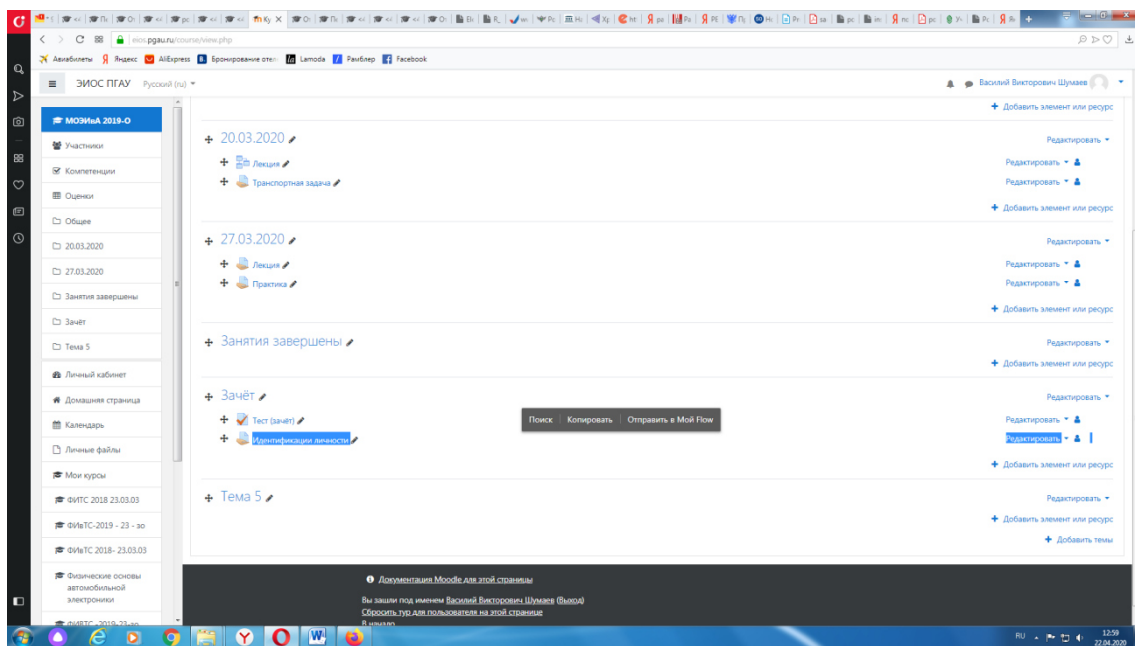 eios.pgau.ru/course/view.php
Авиабилеты Яндекс AliExpress Бронирование отел Lamoda Рамблер Facebook
ЭИОС ПГАУ Русский (ru) Василий Викторович Шумаев
Добавить элемент или ресурс
МОЭИвА 2019-О
20.03.2020 Редактировать
Участники
Лекция Редактировать
Компетенции
Транспортная задача Редактировать
Оценки
Добавить элемент или ресурс
Общее
20.03.2020
27.03.2020 Редактировать
27.03.2020
Лекция Редактировать
Практика Редактировать
Занятия завершены
Добавить элемент или ресурс
Зачёт
Тема 5
Занятия завершены Редактировать
Добавить элемент или ресурс
Личный кабинет
Домашняя страница
Зачёт Редактировать
Календарь
Тест (зачёт) Редактировать
Поиск Копировать Отправить в Мой Flow
Идентификации личности Редактировать
Личные файлы
Добавить элемент или ресурс
Мои курсы
ФИТС 2018 23.03.03
Тема 5 Редактировать
ФИвТС-2019 - 23 - зо
Добавить элемент или ресурс
Добавить темы
ФИвТС 2018- 23.03.03
Физические основы
автомобильной
электроники
Документация Moodle для этой страницы
Вы зашли под именем Василий Викторович Шумаев (Выход)
Сбросить тур для пользователя на этой странице
В начало
RU 12:59
22.04.2020